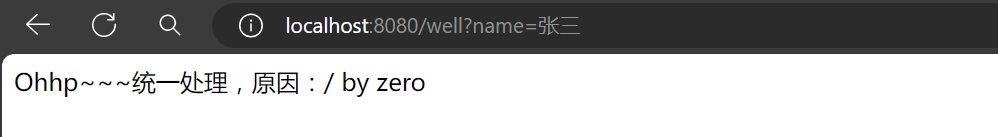 localhost:8080/well?name=张三
Ohhp~~~统一处理，原因：/ by zero